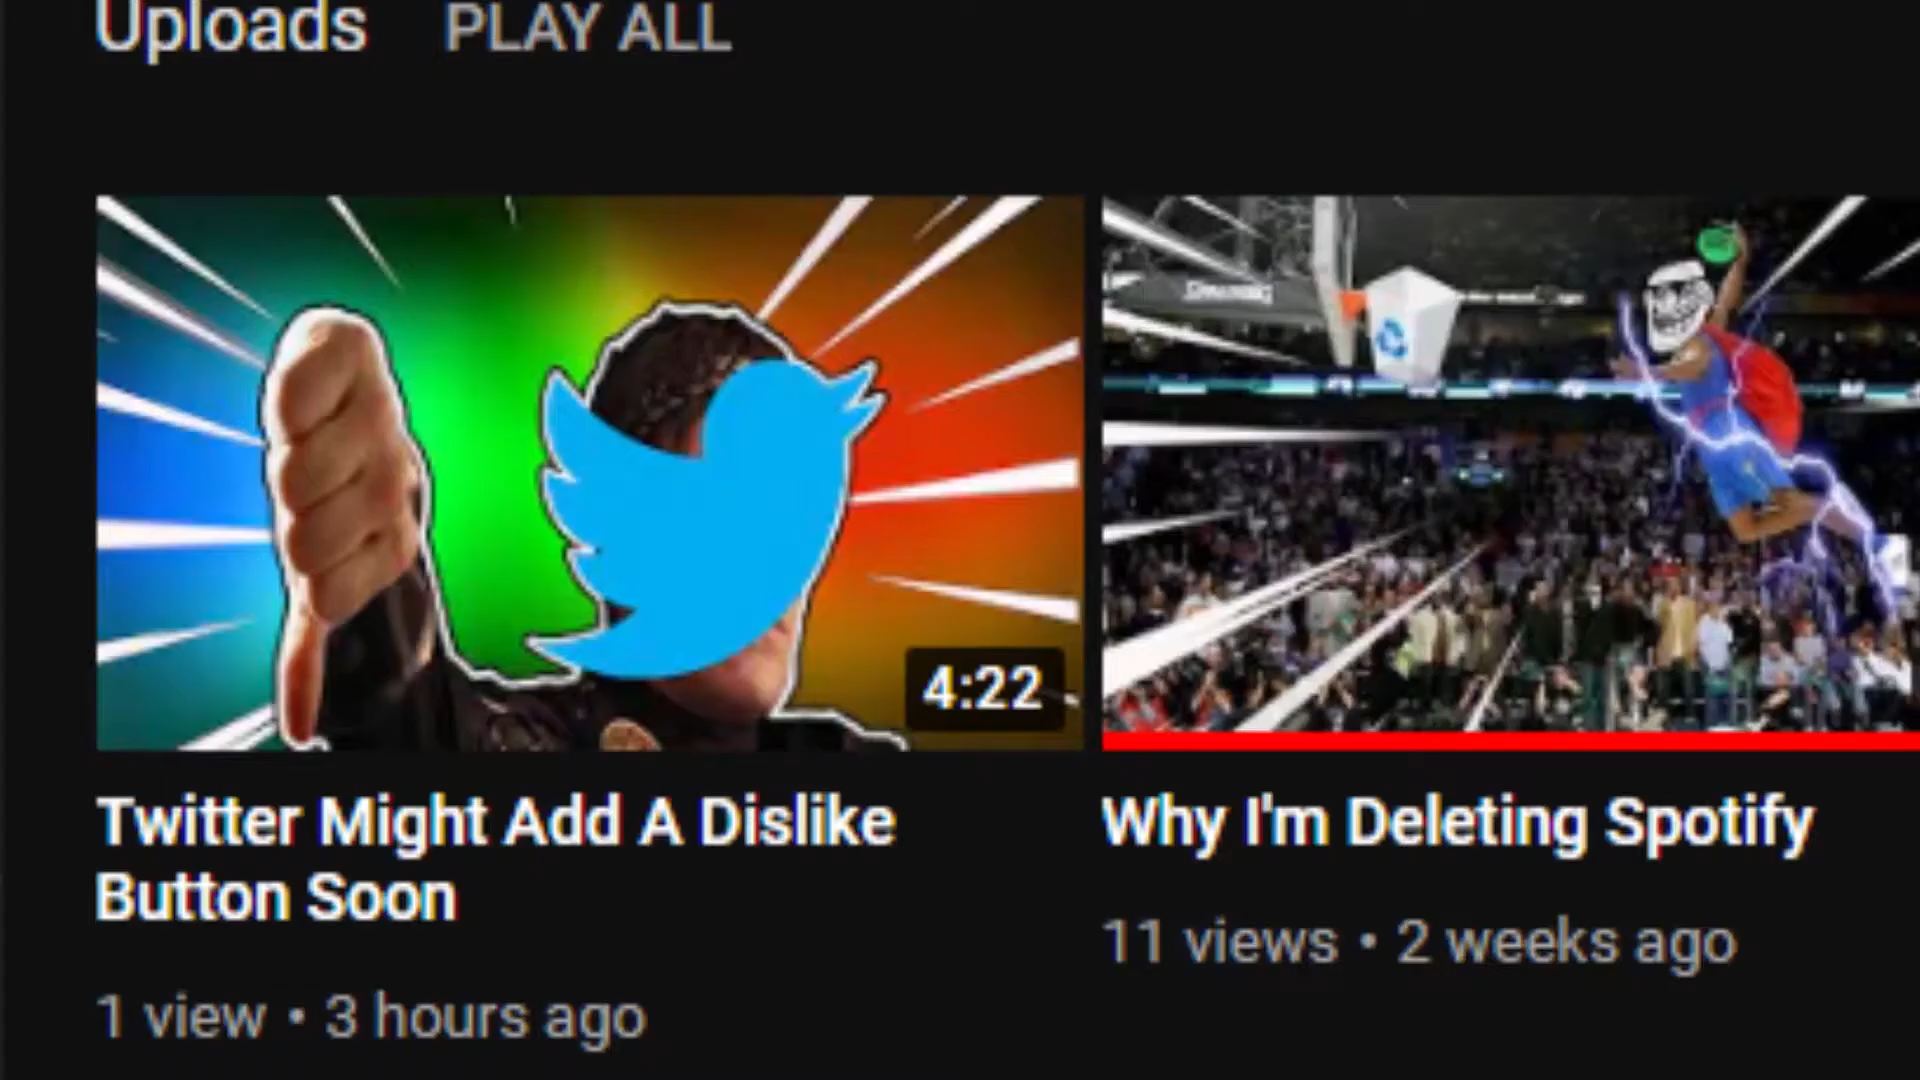 Uploads PLAY ALL
SPALDING
4:22
Twitter Might Add A Dislike
Button Soon
1 view • 3 hours ago
Why I'm Deleting Spotify
11 views • 2 weeks ago